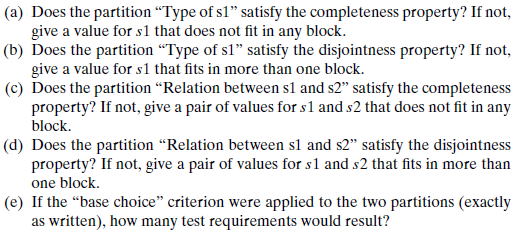 (a) Does the partition “Type of s1” satisfy the completeness property? If not,
give a value for s1 that does not fit in any block.
(b) Does the partition “Type of s1” satisfy the disjointness property? If not,
give a value for s1 that fits in more than one block.
(c) Does the partition “Relation between s1 and s2” satisfy the completeness
property? If not, give a pair of values for s1 and s2 that does not fit in any
block.
(d) Does the partition “Relation between s1 and s2” satisfy the disjointness
property? If not, give a pair of values for s1 and s2 that fits in more than
one block.
(e) If the “base choice” criterion were applied to the two partitions (exactly
as written), how many test requirements would result?